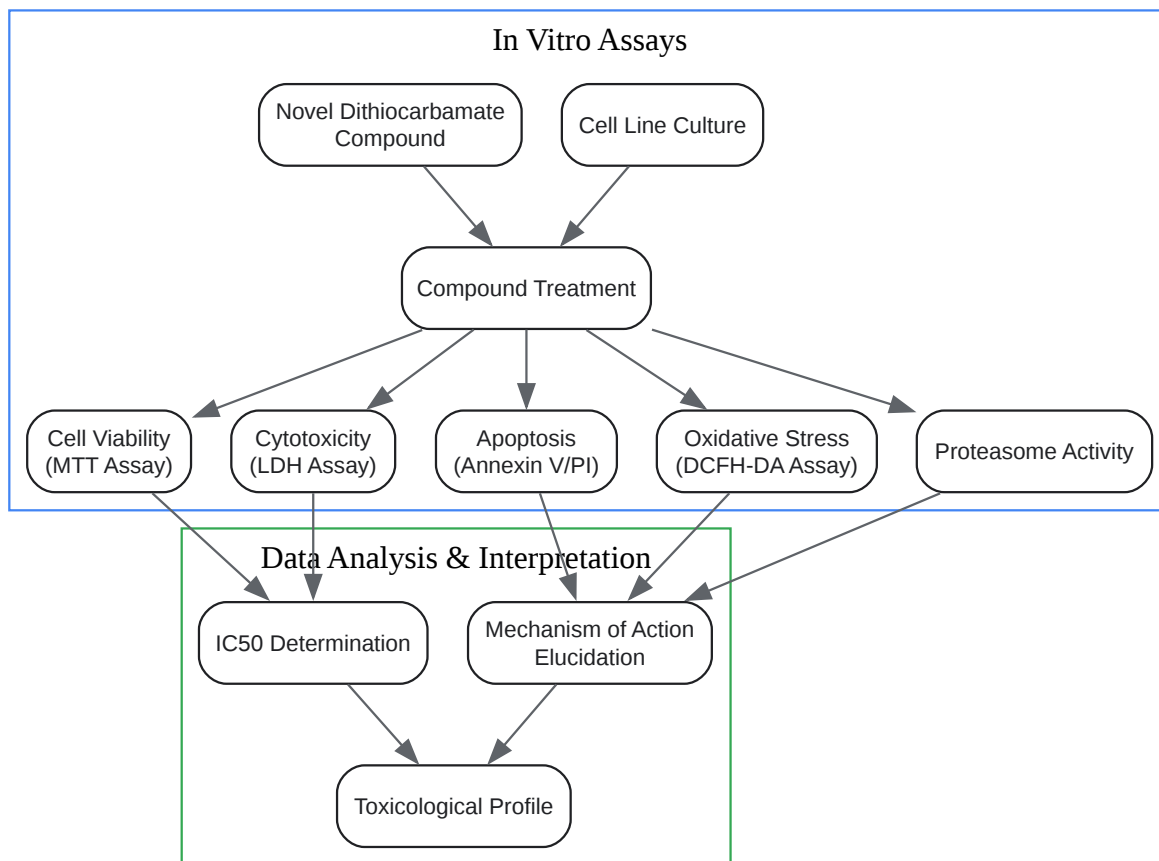 In Vitro Assays
Novel Dithiocarbamate
Compound
Cell Line Culture
Compound Treatment
Cell Viability
(MTT Assay)
Cytotoxicity
(LDH Assay)
Apoptosis
(Annexin V/PI)
Oxidative Stress
(DCFH-DA Assay)
Proteasome Activity
Data Analysis & Interpretation
IC50 Determination
Mechanism of Action
Elucidation
Toxicological Profile